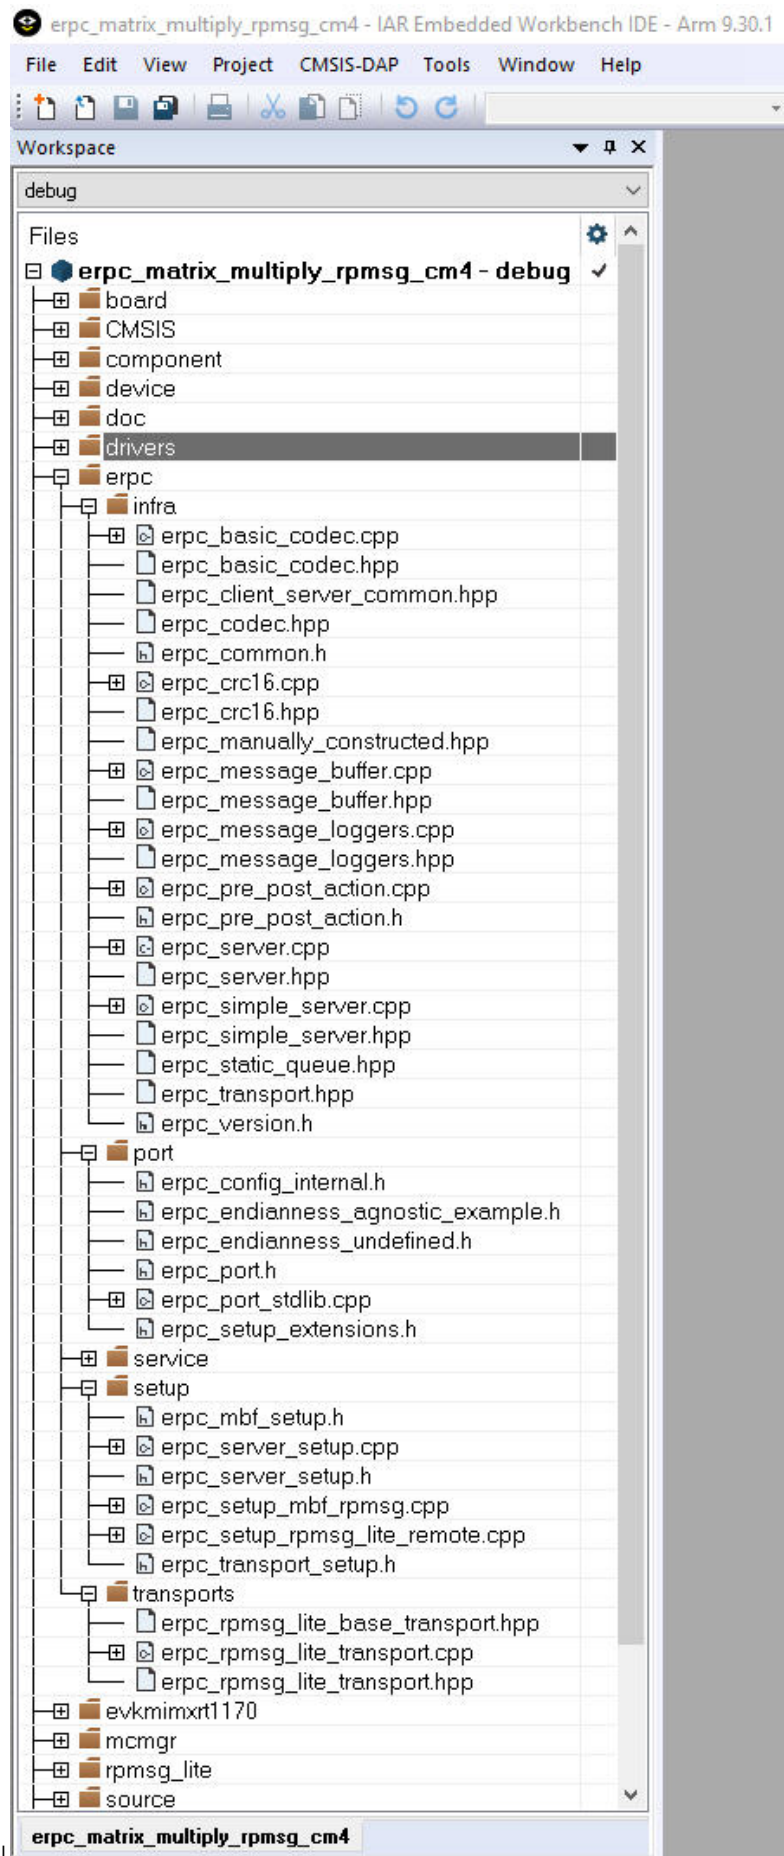 erpc_matrix_multiply_rpmsg_cm4 - IAR Embedded Workbench IDE - Arm 9.30.1
File Edit View Project CMSIS-DAP Tools Window Help
Workspace
debug
Files
erpc_matrix_multiply_rpmsg_cm4 - debug
board
CMSIS
component
device
doc
drivers
erpc
infra
erpc_basic_codec.cpp
erpc_basic_codec.hpp
erpc_client_server_common.hpp
erpc_codec.hpp
erpc_common.h
erpc_crc16.cpp
erpc_crc16.hpp
erpc_manually_constructed.hpp
erpc_message_buffer.cpp
erpc_message_buffer.hpp
erpc_message_loggers.cpp
erpc_message_loggers.hpp
erpc_pre_post_action.cpp
erpc_pre_post_action.h
erpc_server.cpp
erpc_server.hpp
erpc_simple_server.cpp
erpc_simple_server.hpp
erpc_static_queue.hpp
erpc_transport.hpp
erpc_version.h
port
erpc_config_internal.h
erpc_endianness_agnostic_example.h
erpc_endianness_undefined.h
erpc_port.h
erpc_port_stdlib.cpp
erpc_setup_extensions.h
service
setup
erpc_mbf_setup.h
erpc_server_setup.cpp
erpc_server_setup.h
erpc_setup_mbf_rpmsg.cpp
erpc_setup_rpmsg_lite_remote.cpp
erpc_transport_setup.h
transports
erpc_rpmsg_lite_base_transport.hpp
erpc_rpmsg_lite_transport.cpp
erpc_rpmsg_lite_transport.hpp
evkmimxrt1170
mcmgr
rpmsg_lite
source
erpc_matrix_multiply_rpmsg_cm4